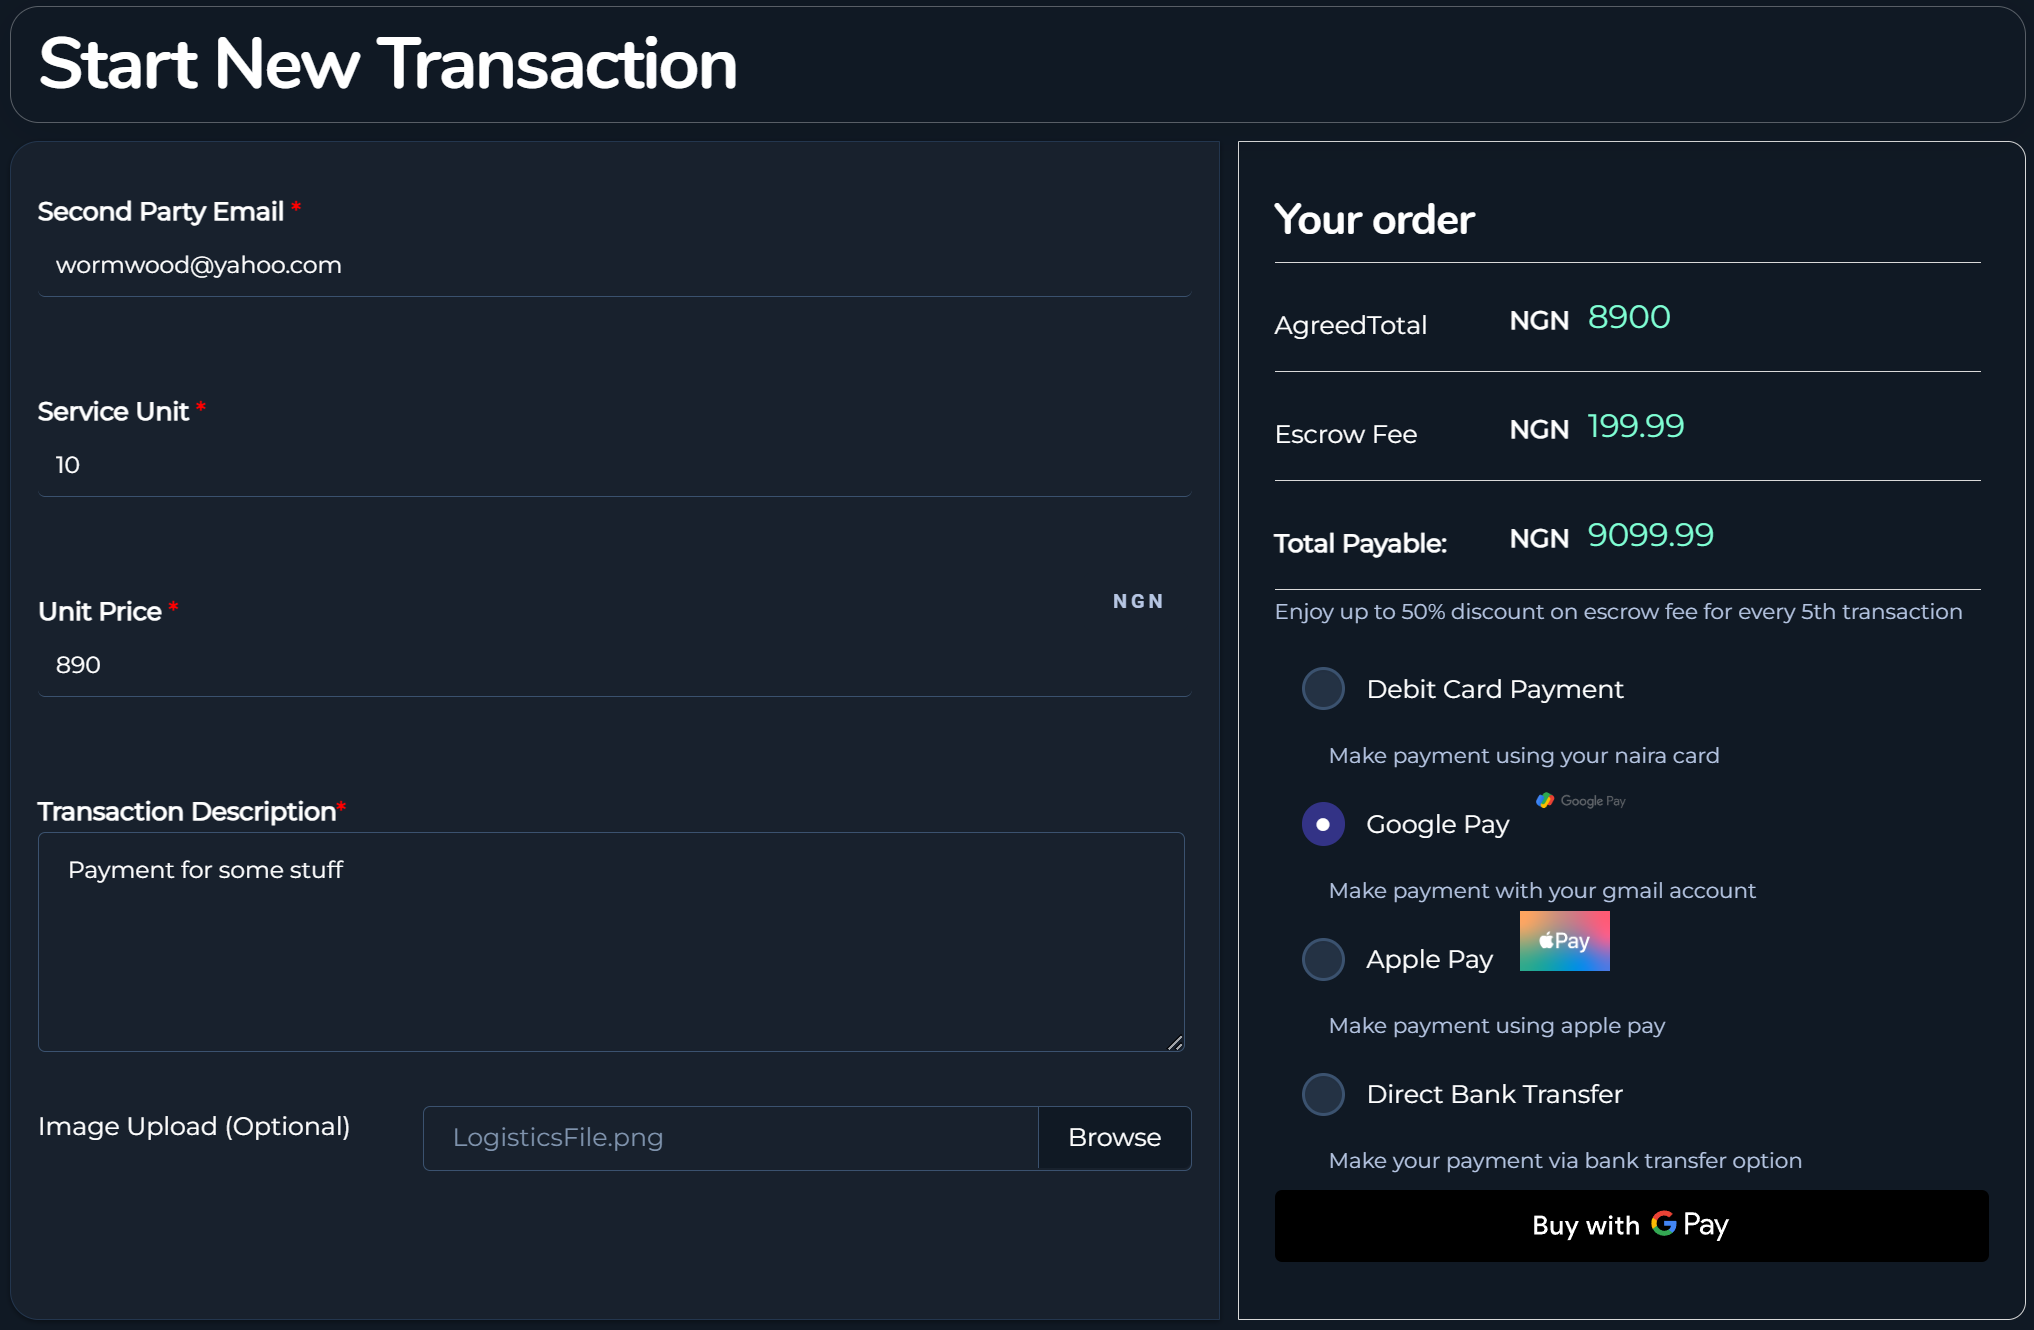 Start New Transaction
Second Party Email *
wormwood@yahoo.com
Service Unit *
10
Unit Price *
NGN
890
Transaction Description*
Payment for some stuff
Image Upload (Optional)
LogisticsFile.png
Browse
Your order
AgreedTotal NGN 8900
Escrow Fee NGN 199.99
Total Payable: NGN 9099.99
Enjoy up to 50% discount on escrow fee for every 5th transaction
Debit Card Payment
Make payment using your naira card
Google Pay
Google Pay
Make payment with your gmail account
Apple Pay
Pay
Make payment using apple pay
Direct Bank Transfer
Make your payment via bank transfer option
Buy with G Pay